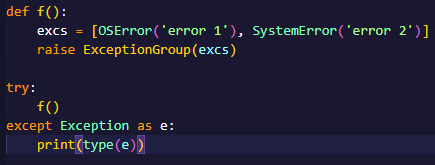 def f():
    excs = [OSError('error 1'), SystemError('error 2')]
    raise ExceptionGroup(excs)
try:
    f()
except Exception as e:
    print(type(e))